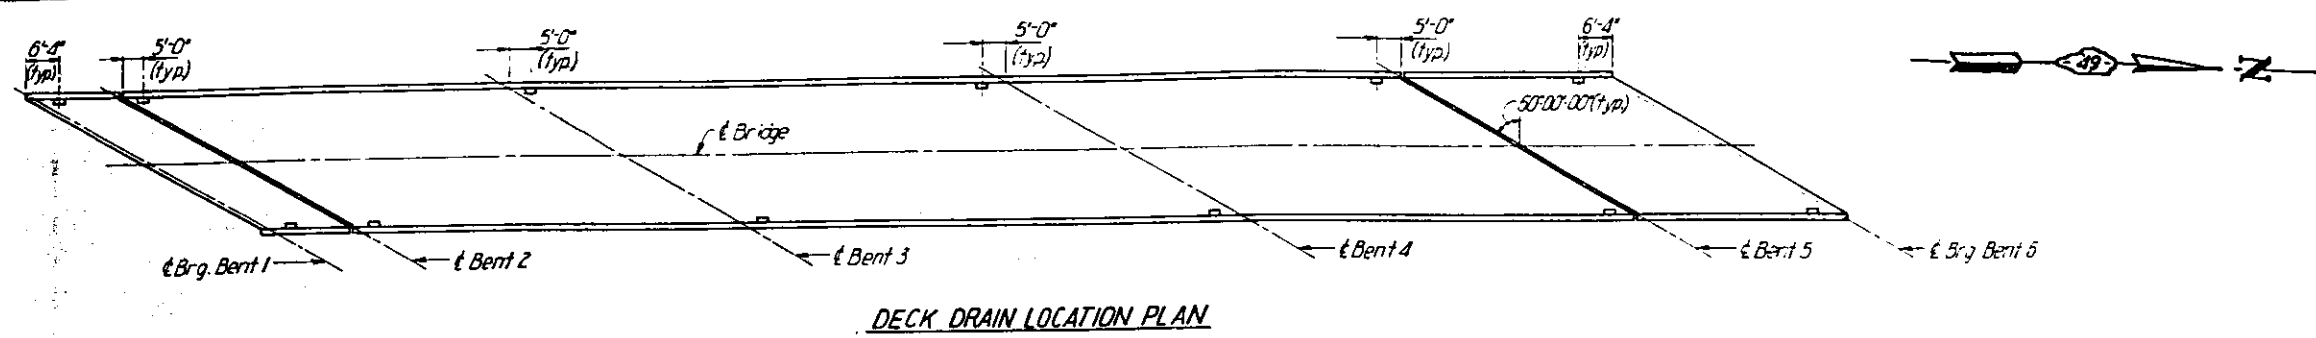 6'-4"
(typ)
5'-0"
(typ)
5'-0"
(typ)
5'-0"
(typ)
5'-0"
(typ)
6'-4"
(typ)
49
N
50°00'00"(typ)
℄ Bridge
℄ Brg. Bent 1
℄ Bent 2
℄ Bent 3
℄ Bent 4
℄ Bent 5
℄ Brg Bent 6
DECK DRAIN LOCATION PLAN